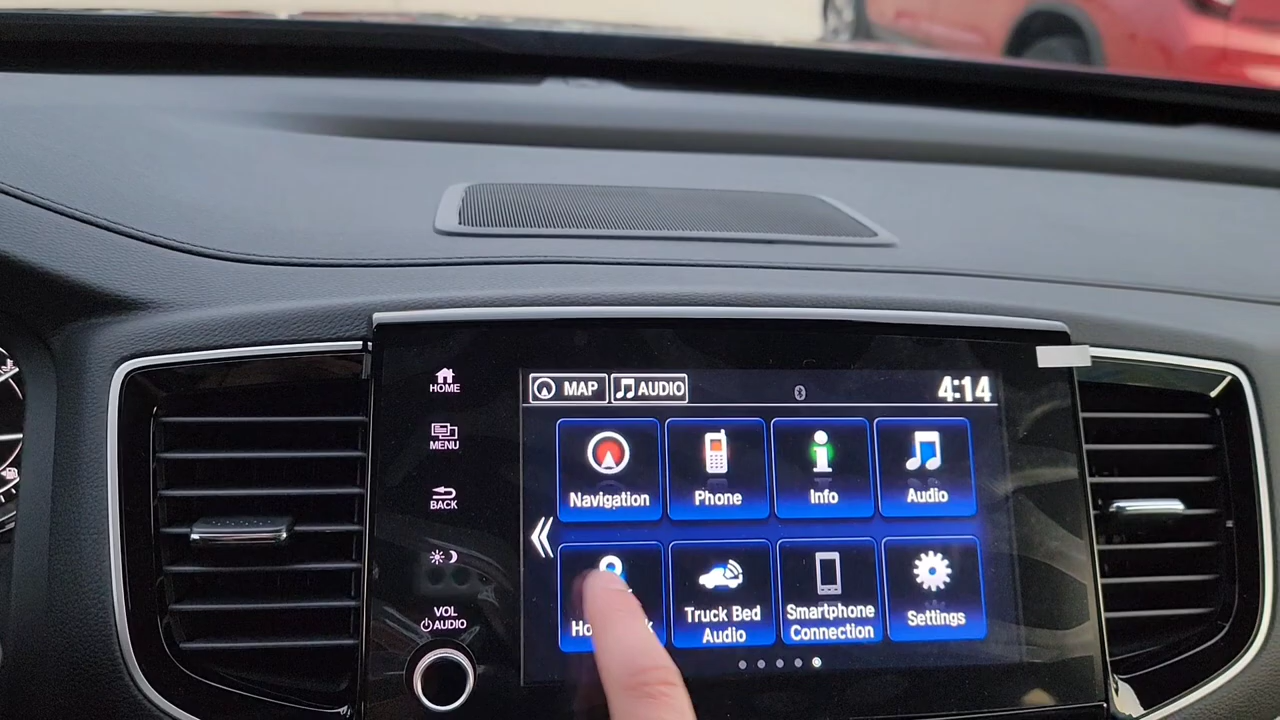 HOME
MENU
BACK
VOL
AUDIO
MAP
AUDIO
4:14
Navigation
Phone
Info
Audio
Truck Bed
Audio
Smartphone
Connection
Settings